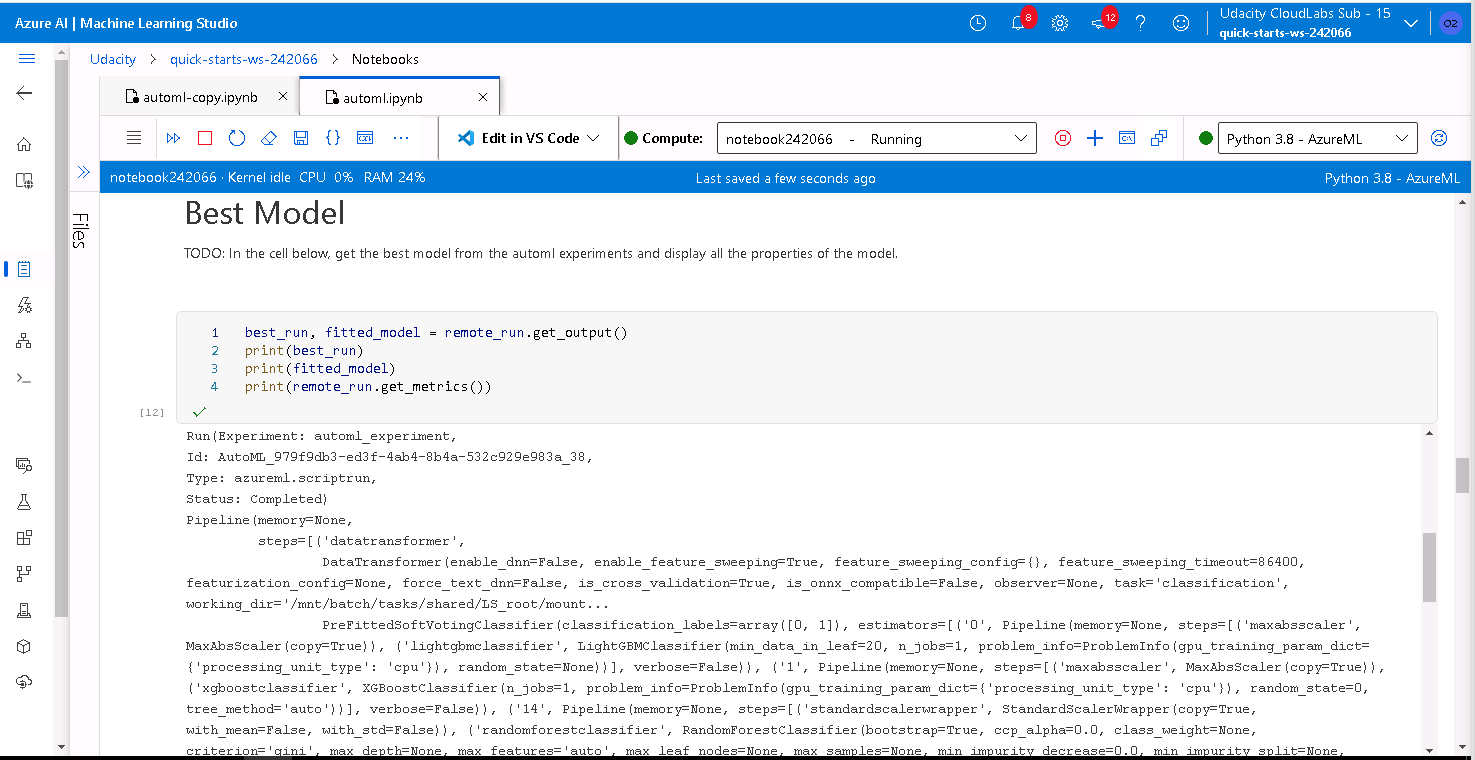 Azure AI | Machine Learning Studio
8
12
Udacity CloudLabs Sub - 15
quick-starts-ws-242066
O2
Udacity > quick-starts-ws-242066 > Notebooks
automl-copy.ipynb
automl.ipynb
Edit in VS Code
Compute:
notebook242066 - Running
Python 3.8 - AzureML
notebook242066 · Kernel idle CPU 0% RAM 24%
Last saved a few seconds ago
Python 3.8 - AzureML
Files
Best Model
TODO: In the cell below, get the best model from the automl experiments and display all the properties of the model.
1 best_run, fitted_model = remote_run.get_output()
2 print(best_run)
3 print(fitted_model)
4 print(remote_run.get_metrics())
[12]
Run(Experiment: automl_experiment,
Id: AutoML_979f9db3-ed3f-4ab4-8b4a-532c929e983a_38,
Type: azureml.scriptrun,
Status: Completed)
Pipeline(memory=None,
steps=[('datatransformer',
DataTransformer(enable_dnn=False, enable_feature_sweeping=True, feature_sweeping_config={}, feature_sweeping_timeout=86400,
featurization_config=None, force_text_dnn=False, is_cross_validation=True, is_onnx_compatible=False, observer=None, task='classification',
working_dir='/mnt/batch/tasks/shared/LS_root/mount...
PreFittedSoftVotingClassifier(classification_labels=array([0, 1]), estimators=[('0', Pipeline(memory=None, steps=[('maxabsscaler',
MaxAbsScaler(copy=True)), ('lightgbmclassifier', LightGBMClassifier(min_data_in_leaf=20, n_jobs=1, problem_info=ProblemInfo(gpu_training_param_dict=
{'processing_unit_type': 'cpu'}), random_state=None))], verbose=False)), ('1', Pipeline(memory=None, steps=[('maxabsscaler', MaxAbsScaler(copy=True)),
('xgboostclassifier', XGBoostClassifier(n_jobs=1, problem_info=ProblemInfo(gpu_training_param_dict={'processing_unit_type': 'cpu'}), random_state=0,
tree_method='auto'))], verbose=False)), ('14', Pipeline(memory=None, steps=[('standardscalerwrapper', StandardScalerWrapper(copy=True,
with_mean=False, with_std=False)), ('randomforestclassifier', RandomForestClassifier(bootstrap=True, ccp_alpha=0.0, class_weight=None,
criterion='gini', max_depth=None, max_features='auto', max_leaf_nodes=None, max_samples=None, min_impurity_decrease=0.0, min_impurity_split=None,